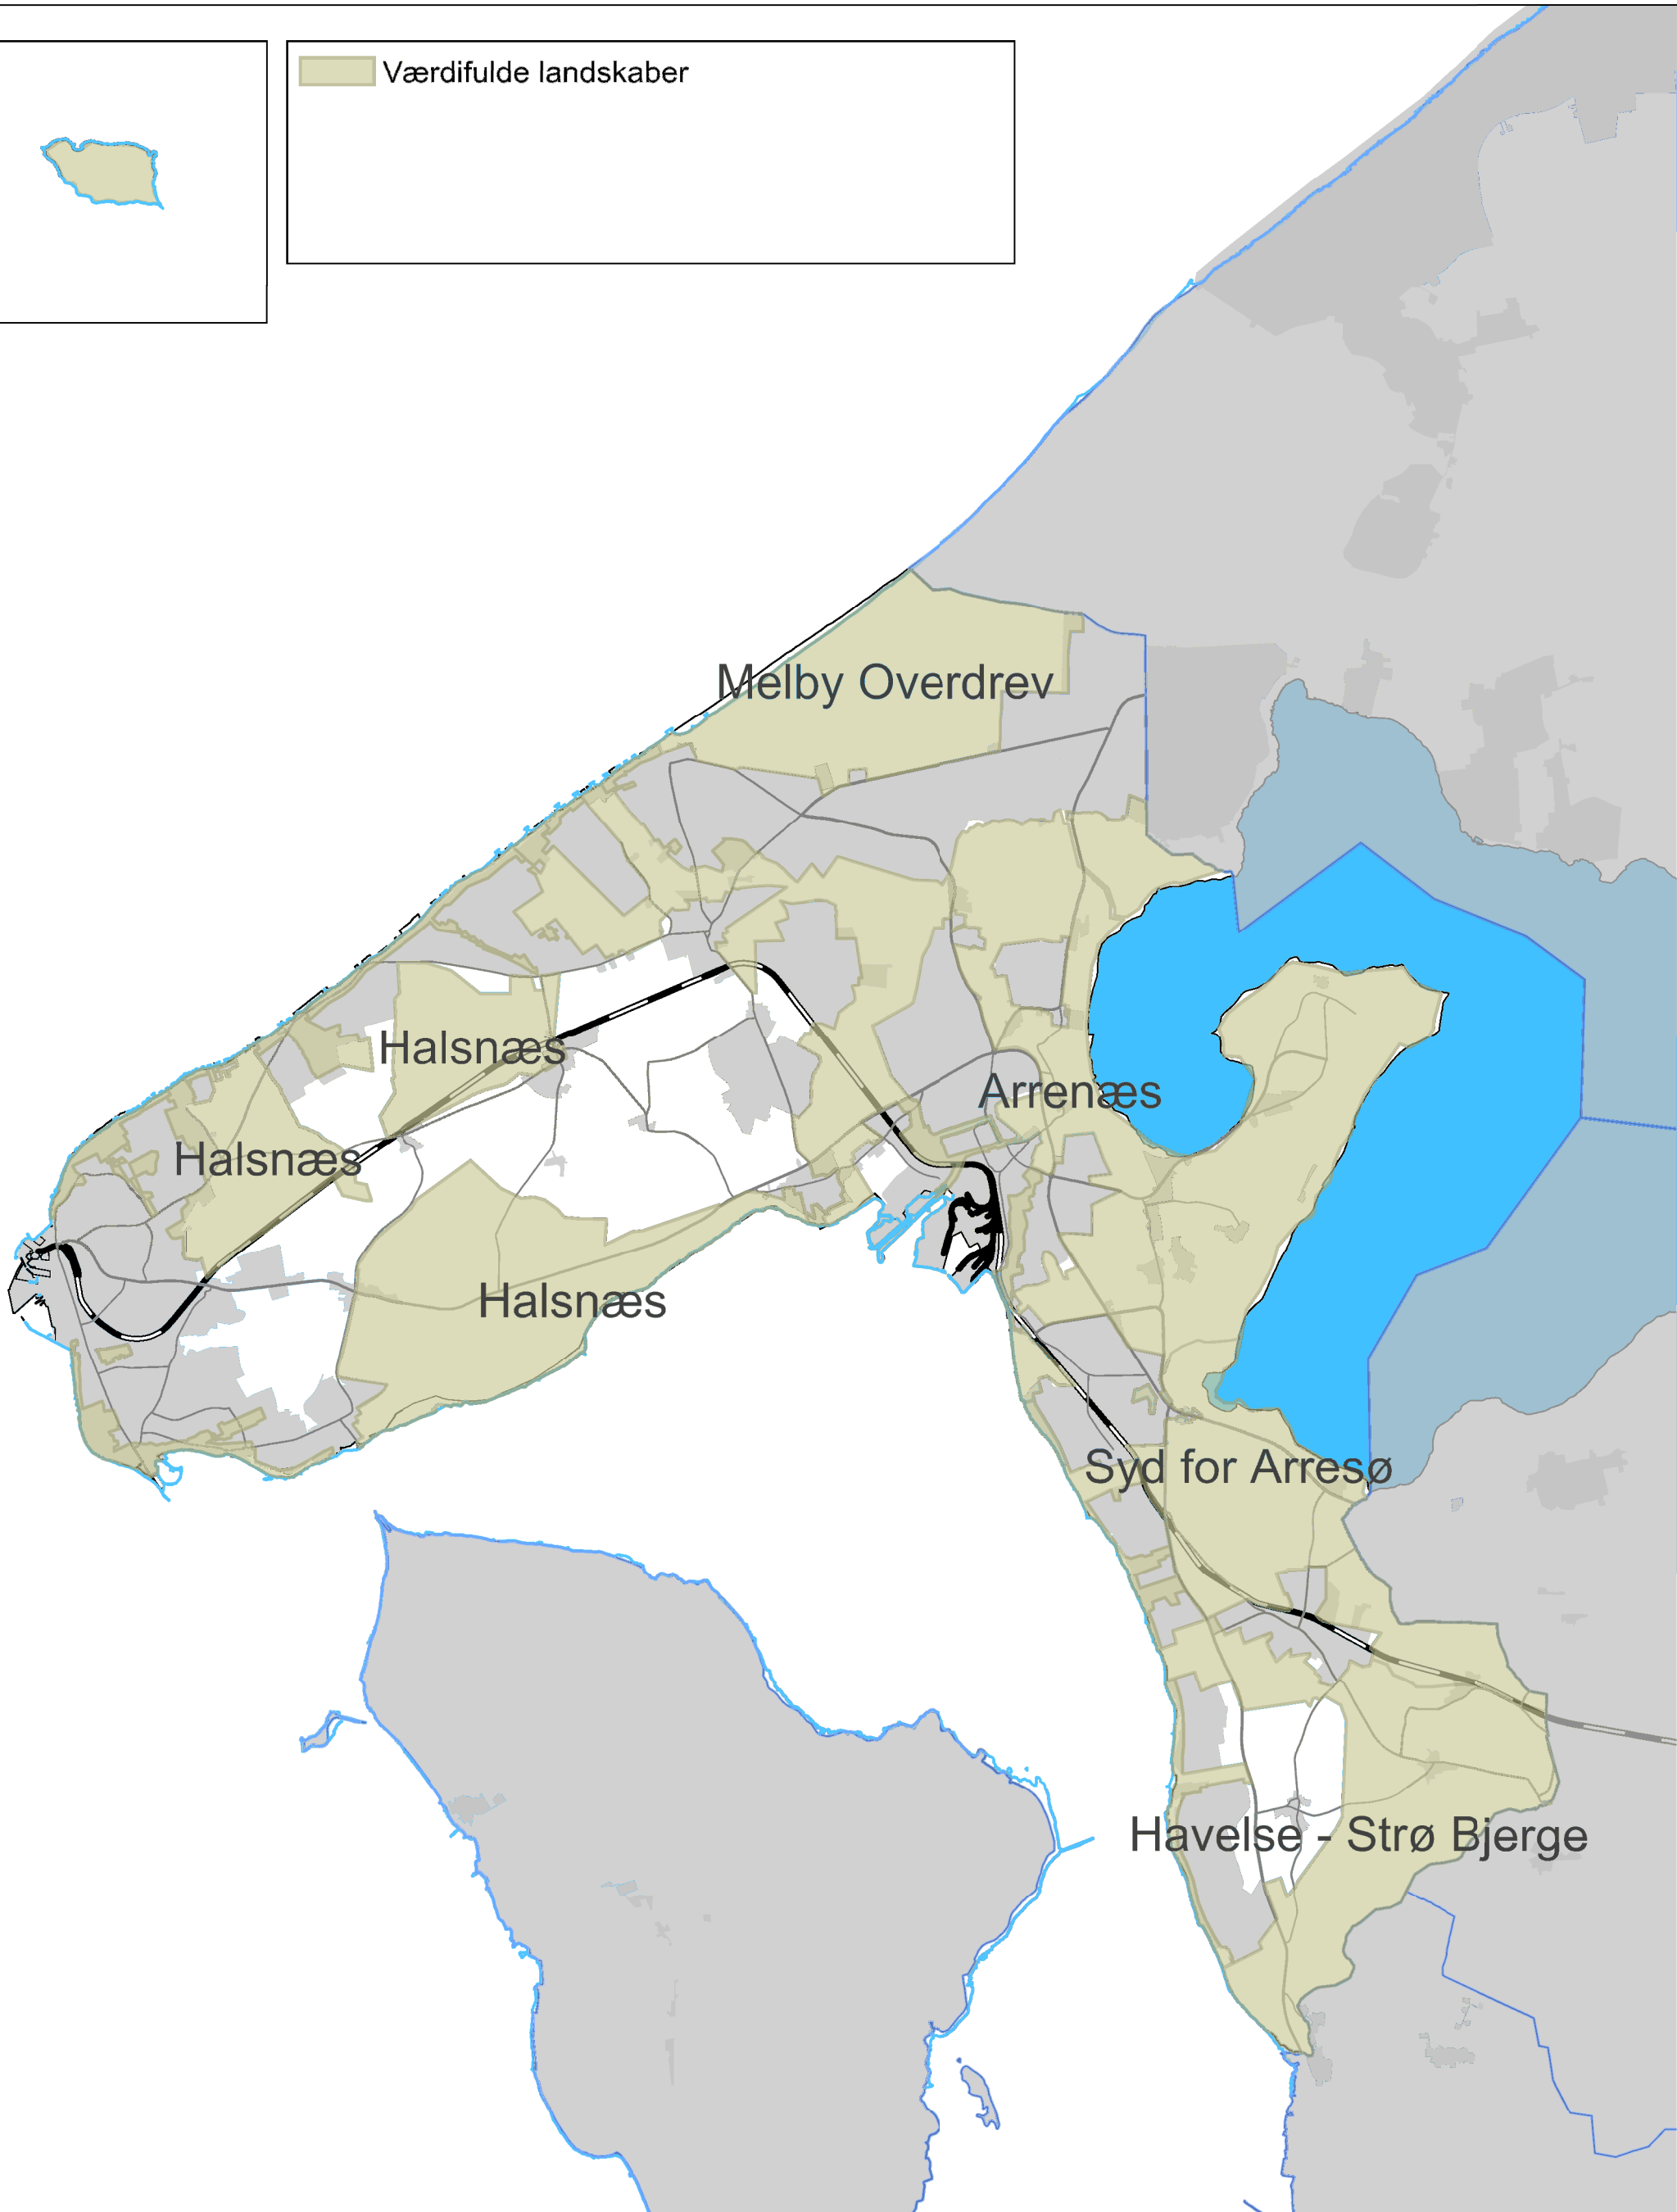 Værdifulde landskaber
Melby Overdrev
Halsnæs
Arrenæs
Halsnæs
Halsnæs
Syd for Arresø
Havelse - Strø Bjerge